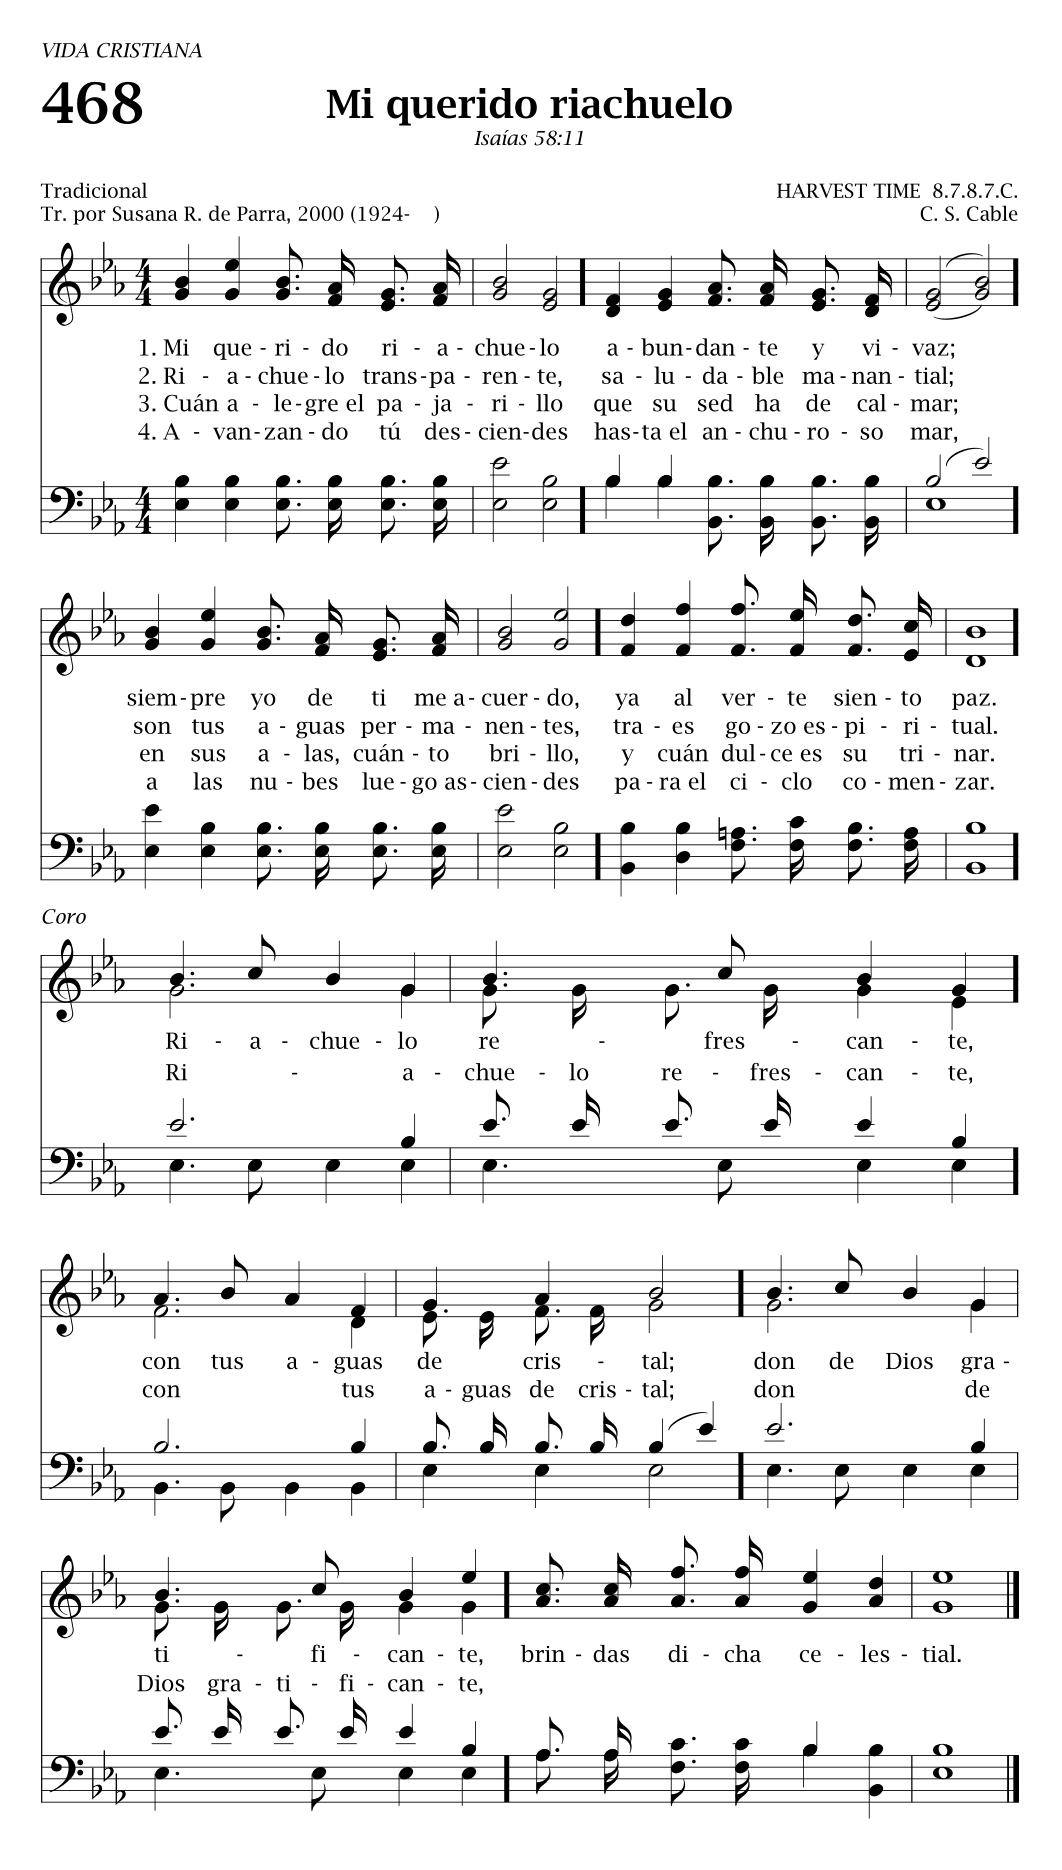 VIDA CRISTIANA
468
Mi querido riachuelo
Isaías 58:11
Tradicional
HARVEST TIME 8.7.8.7.C.
Tr. por Susana R. de Parra, 2000 (1924- )
C. S. Cable
4 4
1. Mi que - ri - do ri - a - chue - lo a - bun - dan - te y vi - vaz;
2. Ri - a - chue - lo trans - pa - ren - te, sa - lu - da - ble ma - nan - tial;
3. Cuán a - le - gre el pa - ja - ri - llo que su sed ha de cal - mar;
4. A - van - zan - do tú des - cien - des has - ta el an - chu - ro - so mar,
4 4
siem - pre yo de ti me a - cuer - do, ya al ver - te sien - to paz.
son tus a - guas per - ma - nen - tes, tra - es go - zo es - pi - ri - tual.
en sus a - las, cuán - to bri - llo, y cuán dul - ce es su tri - nar.
a las nu - bes lue - go as - cien - des pa - ra el ci - clo co - men - zar.
Coro
Ri - a - chue - lo re - fres - can - te,
Ri - a - chue - lo re - fres - can - te,
con tus a - guas de cris - tal; don de Dios gra -
con tus a - guas de cris - tal; don de
ti - fi - can - te, brin - das di - cha ce - les - tial.
Dios gra - ti - fi - can - te,